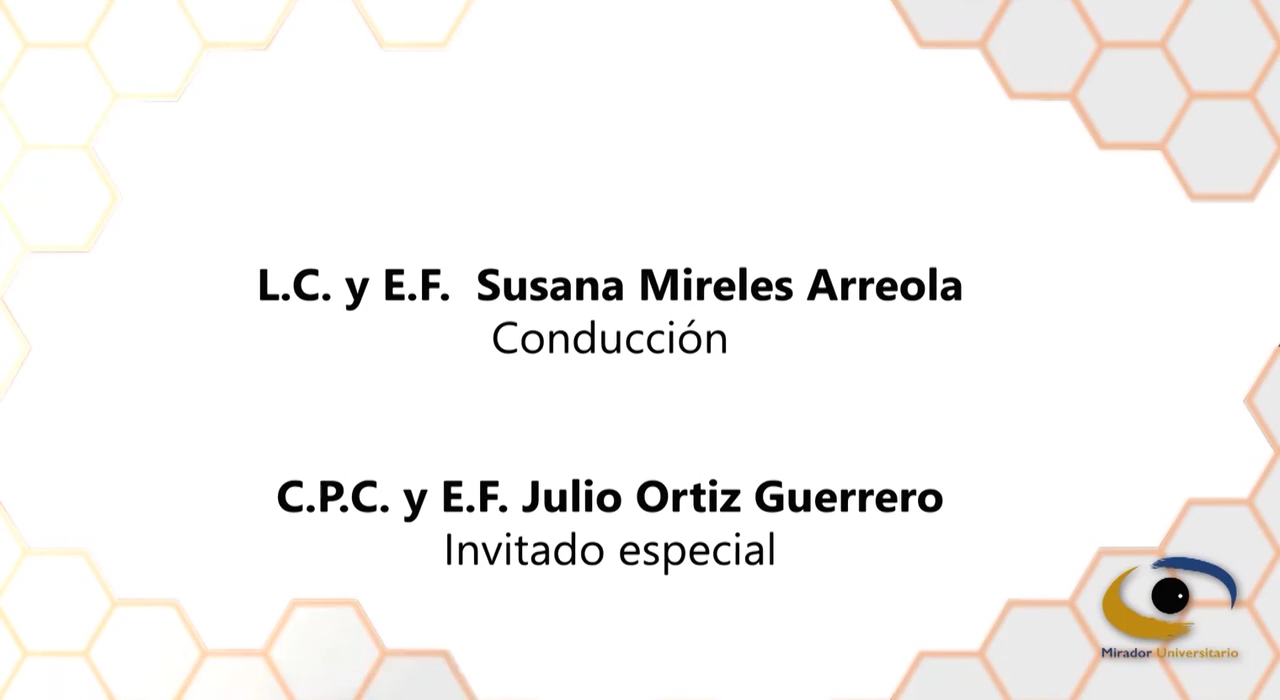 L.C. y E.F.  Susana Mireles Arreola
Conducción
C.P.C. y E.F. Julio Ortiz Guerrero
Invitado especial
Mirador Universitario